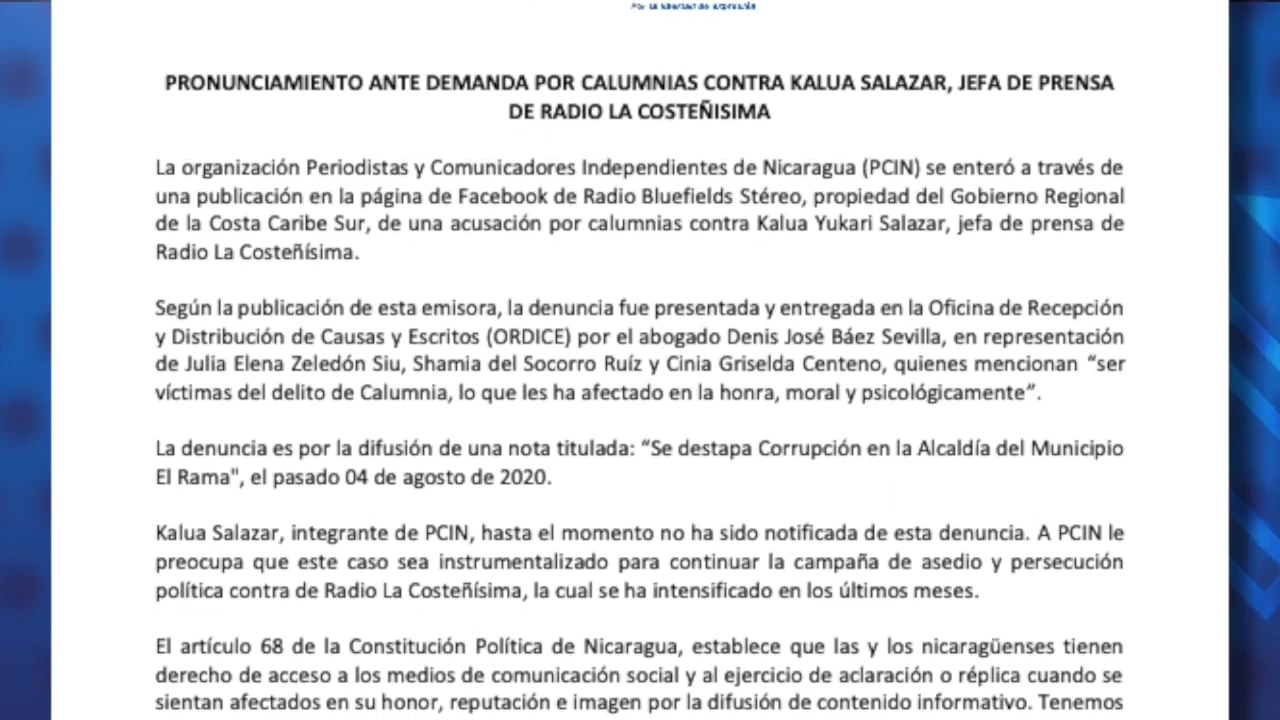 Por la libertad de expresión
PRONUNCIAMIENTO ANTE DEMANDA POR CALUMNIAS CONTRA KALUA SALAZAR, JEFA DE PRENSA
DE RADIO LA COSTEÑISIMA
La organización Periodistas y Comunicadores Independientes de Nicaragua (PCIN) se enteró a través de
una publicación en la página de Facebook de Radio Bluefields Stéreo, propiedad del Gobierno Regional
de la Costa Caribe Sur, de una acusación por calumnias contra Kalua Yukari Salazar, jefa de prensa de
Radio La Costeñísima.
Según la publicación de esta emisora, la denuncia fue presentada y entregada en la Oficina de Recepción
y Distribución de Causas y Escritos (ORDICE) por el abogado Denis José Báez Sevilla, en representación
de Julia Elena Zeledón Siu, Shamia del Socorro Ruíz y Cinia Griselda Centeno, quienes mencionan “ser
víctimas del delito de Calumnia, lo que les ha afectado en la honra, moral y psicológicamente”.
La denuncia es por la difusión de una nota titulada: “Se destapa Corrupción en la Alcaldía del Municipio
El Rama", el pasado 04 de agosto de 2020.
Kalua Salazar, integrante de PCIN, hasta el momento no ha sido notificada de esta denuncia. A PCIN le
preocupa que este caso sea instrumentalizado para continuar la campaña de asedio y persecución
política contra de Radio La Costeñísima, la cual se ha intensificado en los últimos meses.
El artículo 68 de la Constitución Política de Nicaragua, establece que las y los nicaragüenses tienen
derecho de acceso a los medios de comunicación social y al ejercicio de aclaración o réplica cuando se
sientan afectados en su honor, reputación e imagen por la difusión de contenido informativo. Tenemos